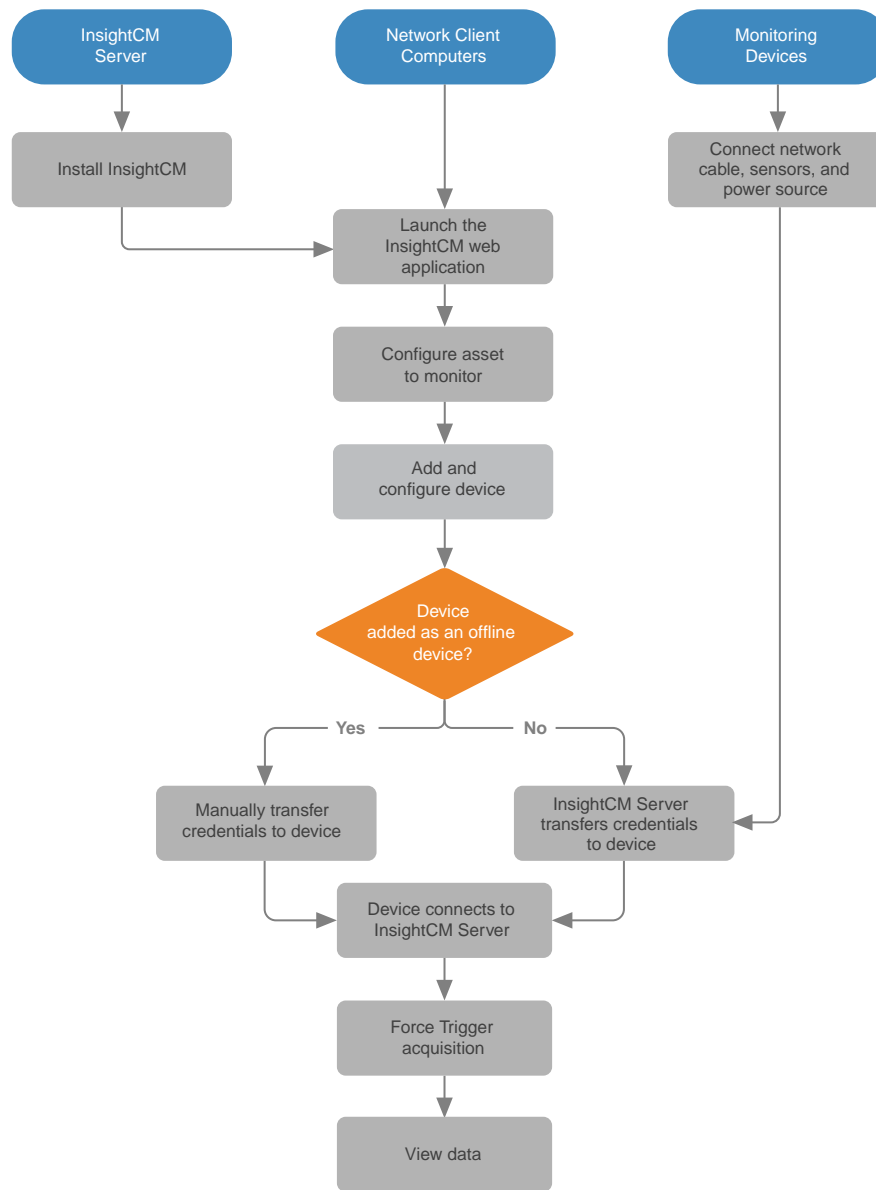 InsightCM
Server
Network Client
Computers
Monitoring
Devices
Install InsightCM
Connect network
cable, sensors, and
power source
Launch the
InsightCM web
application
Configure asset
to monitor
Add and
configure device
Device
added as an offline
device?
Yes
No
Manually transfer
credentials to device
InsightCM Server
transfers credentials
to device
Device connects to
InsightCM Server
Force Trigger
acquisition
View data